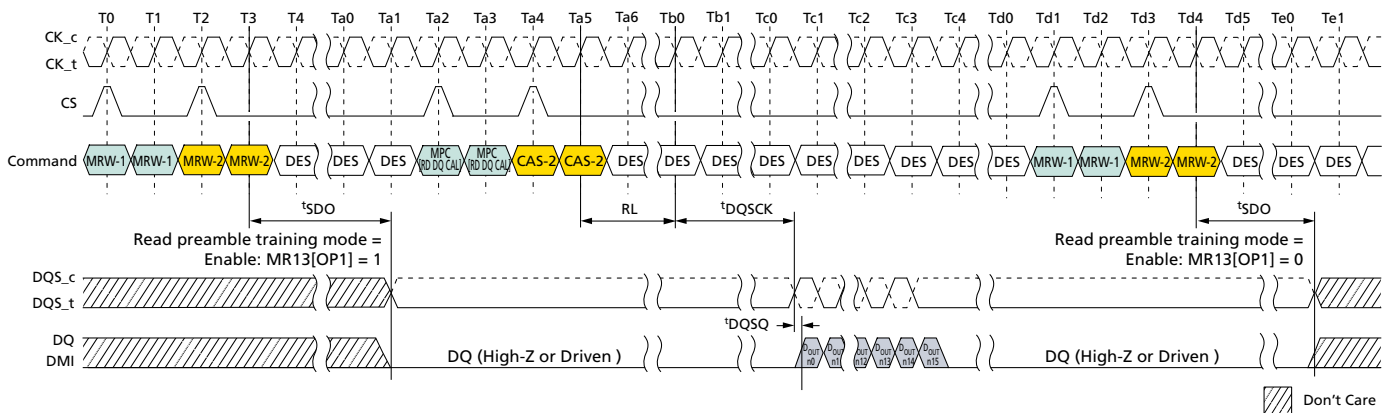 T0 T1 T2 T3 T4 Ta0 Ta1 Ta2 Ta3 Ta4 Ta5 Ta6 Tb0 Tb1 Tc0 Tc1 Tc2 Tc3 Tc4 Td0 Td1 Td2 Td3 Td4 Td5 Te0 Te1
CK_c
CK_t
CS
Command MRW-1 MRW-1 MRW-2 MRW-2 DES DES DES MPC [RD DQ CAL] MPC [RD DQ CAL] CAS-2 CAS-2 DES DES DES DES DES DES DES DES DES MRW-1 MRW-1 MRW-2 MRW-2 DES DES DES
tSDO RL tDQSCK tSDO
Read preamble training mode = Enable: MR13[OP1] = 1
Read preamble training mode = Enable: MR13[OP1] = 0
DQS_c
DQS_t
tDQSQ
DQ
DMI
DQ (High-Z or Driven )
DOUT n0 DOUT n1 DOUT n12 DOUT n13 DOUT n14 DOUT n15
DQ (High-Z or Driven )
Don't Care